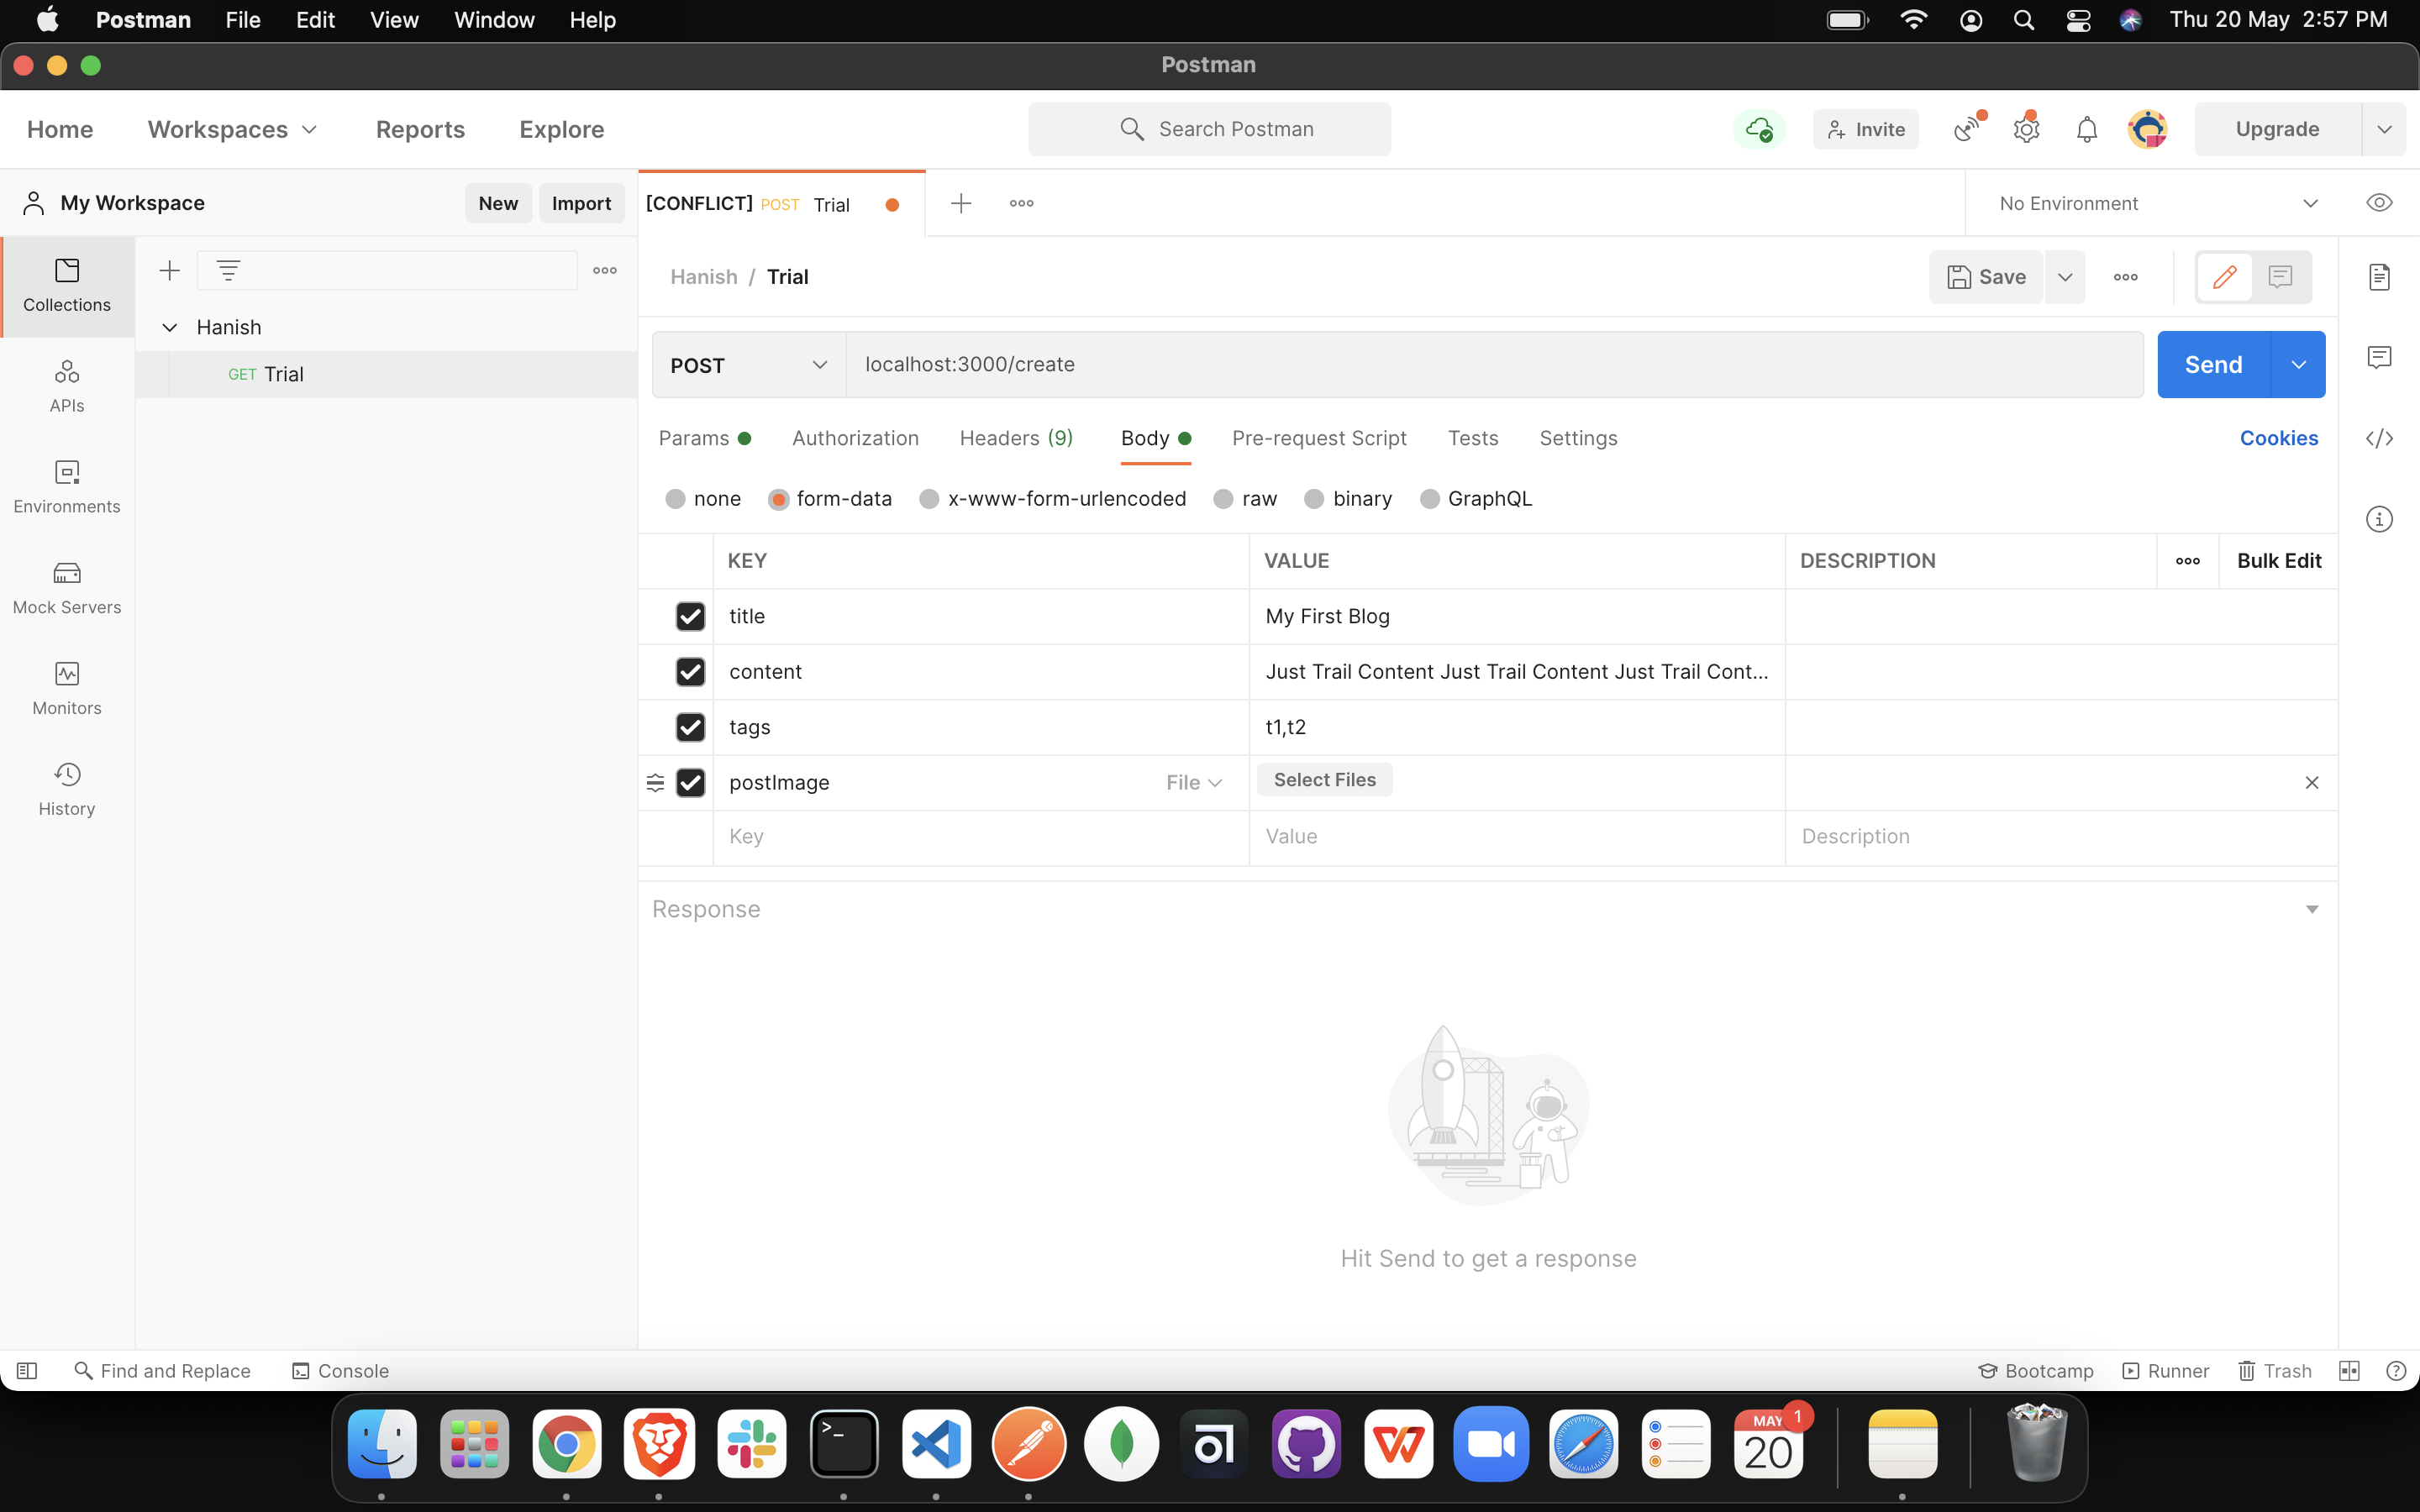 Postman File Edit View Window Help Thu 20 May 2:57 PM
Postman
Home Workspaces Reports Explore Search Postman Invite Upgrade
My Workspace New Import [CONFLICT] POST Trial No Environment
Collections
Hanish / Trial Save
Hanish
GET Trial
POST localhost:3000/create Send
APIs
Params Authorization Headers (9) Body Pre-request Script Tests Settings Cookies
none form-data x-www-form-urlencoded raw binary GraphQL
Environments
KEY VALUE DESCRIPTION Bulk Edit
Mock Servers
title My First Blog
content Just Trail Content Just Trail Content Just Trail Cont...
Monitors
tags t1,t2
postImage File Select Files
History
Key Value Description
Response
Hit Send to get a response
Find and Replace Console Bootcamp Runner Trash
>_
MAY 1
20